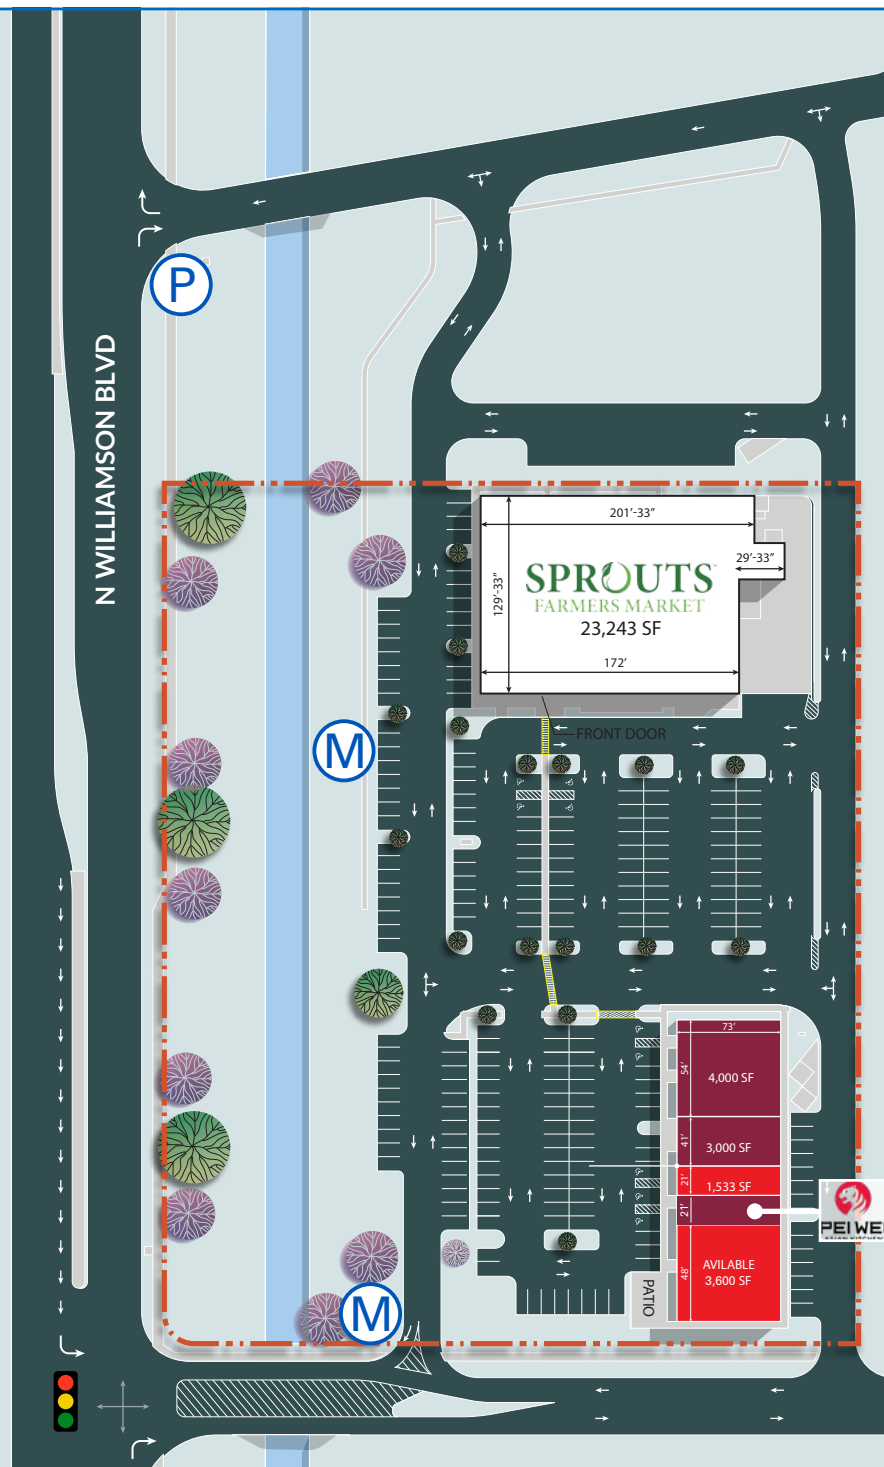 P
N WILLIAMSON BLVD
201'-33"
29'-33"
129'-33"
SPROUTS
FARMERS MARKET
23,243 SF
172'
FRONT DOOR
M
73'
54'
4,000 SF
41'
3,000 SF
21'
1,533 SF
21'
PEI WEI
48'
AVILABLE
3,600 SF
PATIO
M